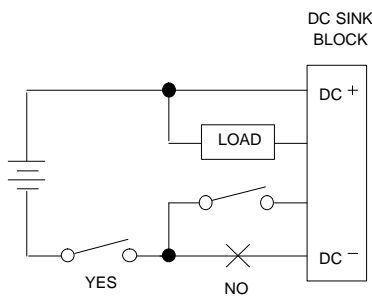 DC SINK
BLOCK
DC +
LOAD
DC −
YES
NO